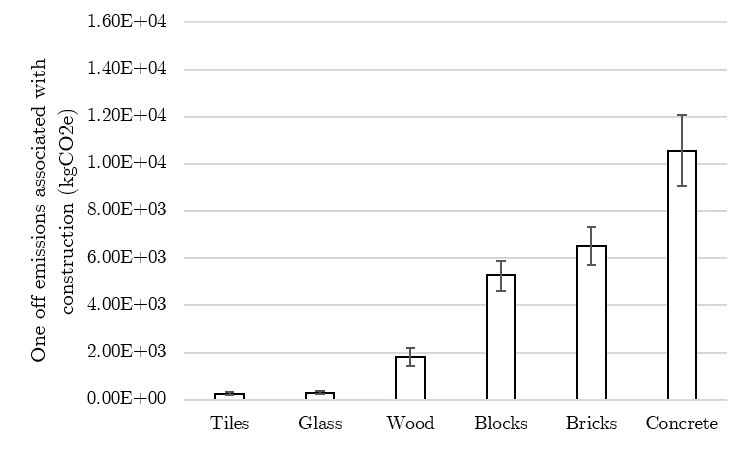 One off emissions associated with
construction (kgCO2e)
1.60E+04
1.40E+04
1.20E+04
1.00E+04
8.00E+03
6.00E+03
4.00E+03
2.00E+03
0.00E+00
Tiles Glass Wood Blocks Bricks Concrete